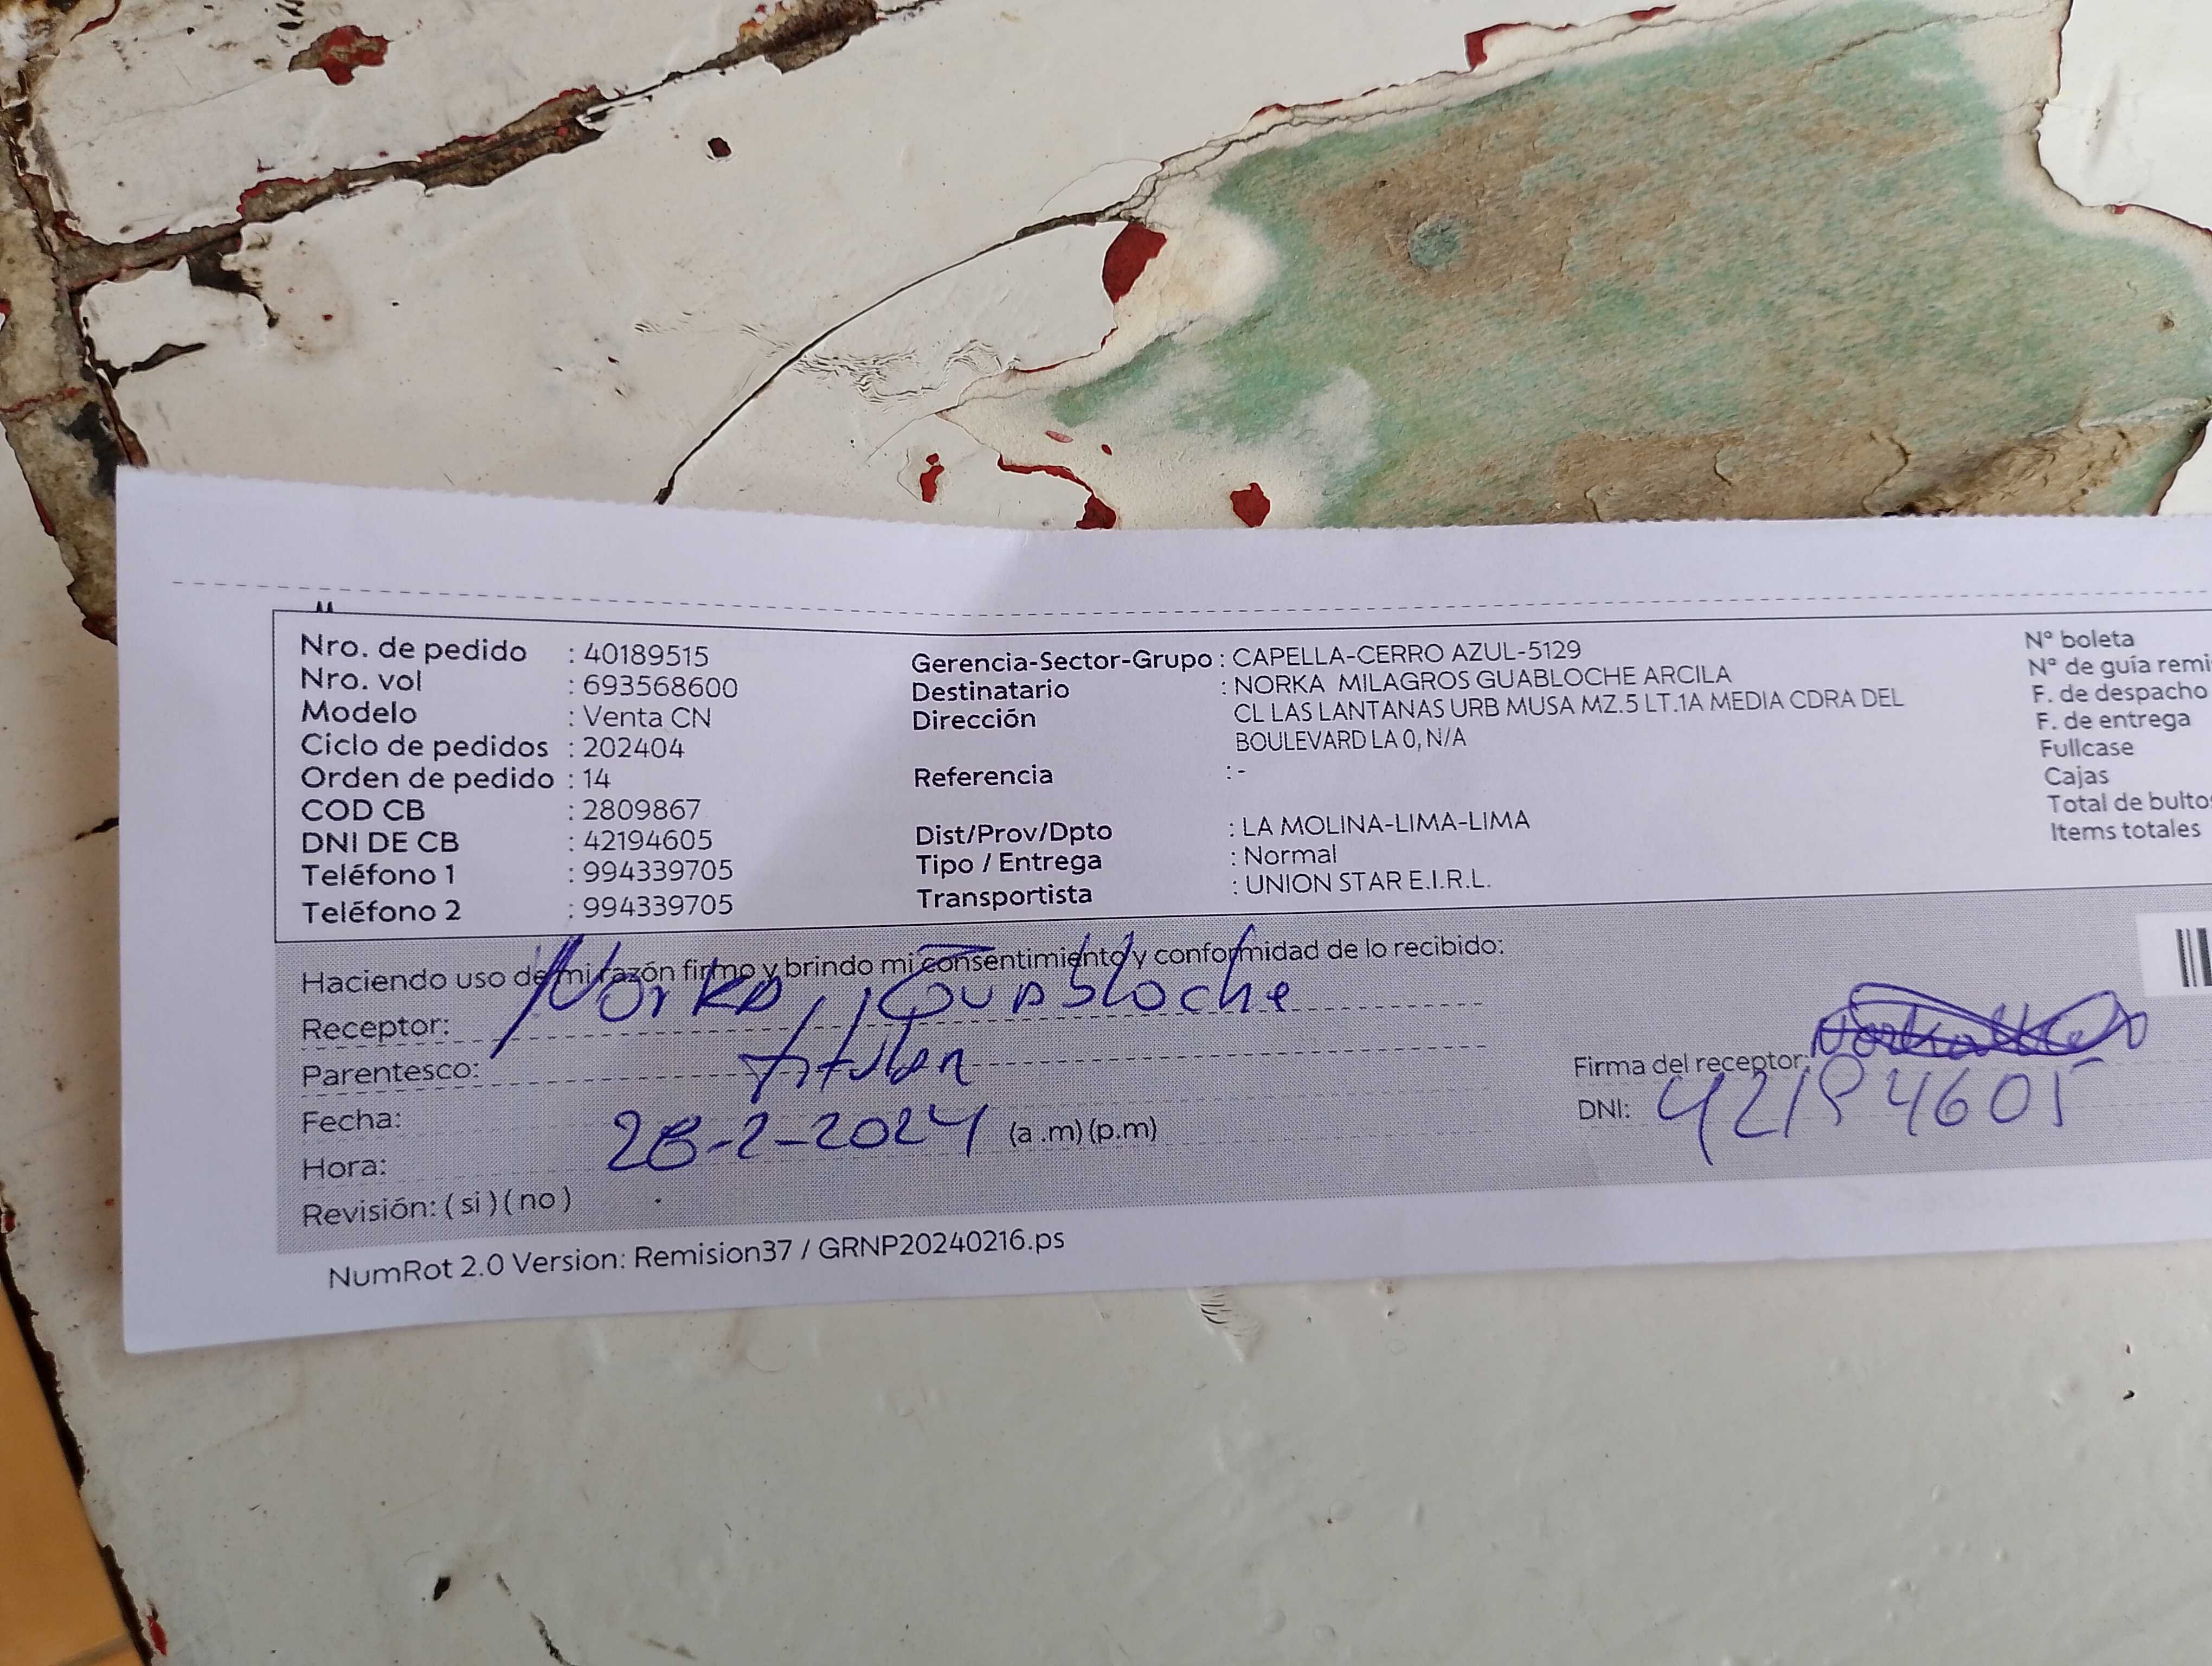 Nro. de pedido : 40189515
Nro. vol : 693568600
Modelo : Venta CN
Ciclo de pedidos : 202404
Orden de pedido : 14
COD CB : 2809867
DNI DE CB : 42194605
Teléfono 1 : 994339705
Teléfono 2 : 994339705
Gerencia-Sector-Grupo : CAPELLA-CERRO AZUL-5129
Destinatario : NORKA MILAGROS GUABLOCHE ARCILA
Dirección CL LAS LANTANAS URB MUSA MZ.5 LT.1A MEDIA CDRA DEL
BOULEVARD LA 0, N/A
Referencia : -
Dist/Prov/Dpto : LA MOLINA-LIMA-LIMA
Tipo / Entrega : Normal
Transportista : UNION STAR E.I.R.L.
N° boleta
N° de guía remi
F. de despacho
F. de entrega
Fullcase
Cajas
Total de bultos
Items totales
Haciendo uso de mi razón firmo y brindo mi consentimiento y conformidad de lo recibido:
Receptor: Norka Guabloche
Parentesco: titular
Fecha: 28-2-2024 (a .m) (p.m)
Hora:
Revisión: ( si ) ( no )
Firma del receptor:
DNI: 42194605
NumRot 2.0 Version: Remision37 / GRNP20240216.ps